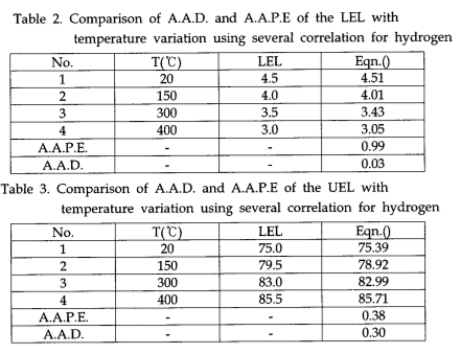 Table 2. Comparison of A.A.D. and A.A.P.E of the LEL with
temperature variation using several correlation for hydrogen
No. T(℃) LEL Eqn.()
1 20 4.5 4.51
2 150 4.0 4.01
3 300 3.5 3.43
4 400 3.0 3.05
A.A.P.E. - - 0.99
A.A.D. - - 0.03
Table 3. Comparison of A.A.D. and A.A.P.E of the UEL with
temperature variation using several correlation for hydrogen
No. T(℃) LEL Eqn.()
1 20 75.0 75.39
2 150 79.5 78.92
3 300 83.0 82.99
4 400 85.5 85.71
A.A.P.E. - - 0.38
A.A.D. - - 0.30